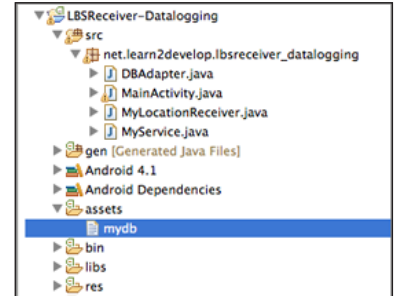 LBSReceiver-Datalogging
src
net.learn2develop.lbsreceiver_datalogging
DBAdapter.java
MainActivity.java
MyLocationReceiver.java
MyService.java
gen [Generated Java Files]
Android 4.1
Android Dependencies
assets
mydb
bin
libs
res